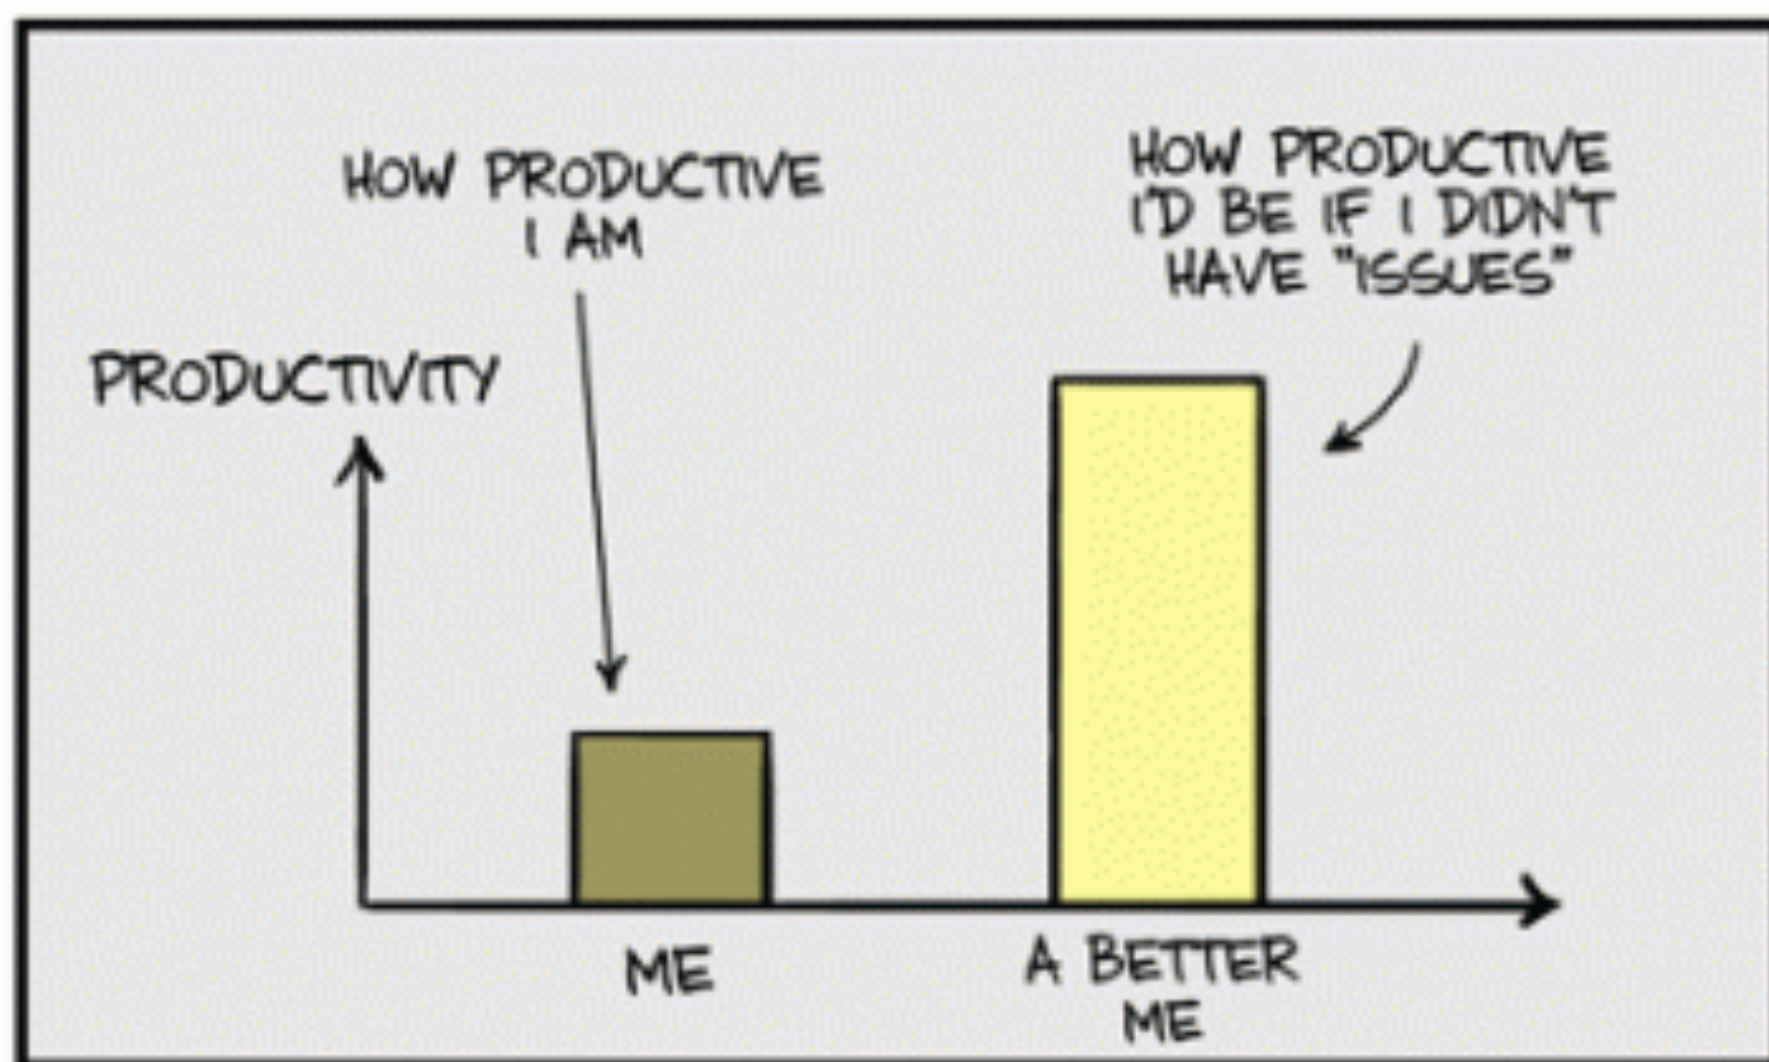 HOW PRODUCTIVE
I AM
HOW PRODUCTIVE
I'D BE IF I DIDN'T
HAVE "ISSUES"
PRODUCTIVITY
ME
A BETTER
ME